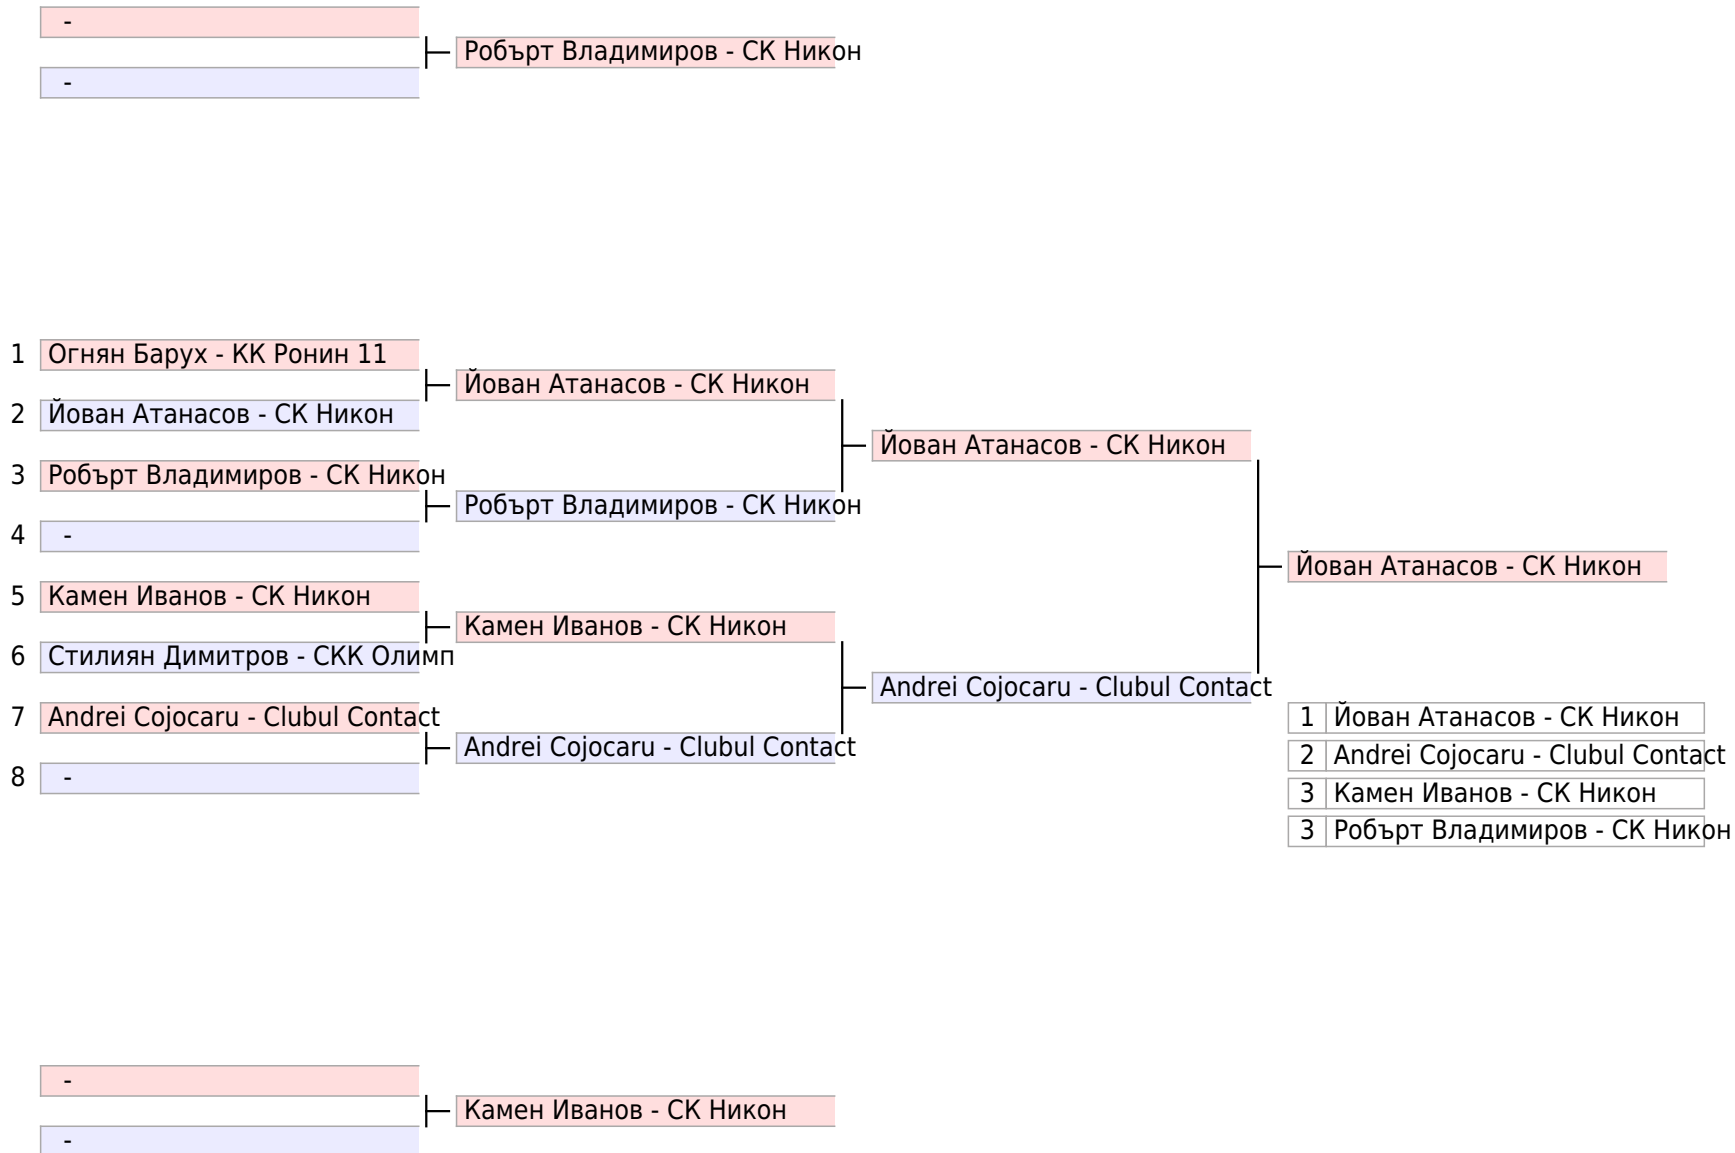 -
Робърт Владимиров - СК Никон
-
1 Огнян Барух - КК Ронин 11
Йован Атанасов - СК Никон
2 Йован Атанасов - СК Никон
Йован Атанасов - СК Никон
3 Робърт Владимиров - СК Никон
Робърт Владимиров - СК Никон
4 -
Йован Атанасов - СК Никон
5 Камен Иванов - СК Никон
Камен Иванов - СК Никон
6 Стилиян Димитров - СКК Олимп
Andrei Cojocaru - Clubul Contact
7 Andrei Cojocaru - Clubul Contact
1 Йован Атанасов - СК Никон
Andrei Cojocaru - Clubul Contact
2 Andrei Cojocaru - Clubul Contact
8 -
3 Камен Иванов - СК Никон
3 Робърт Владимиров - СК Никон
-
Камен Иванов - СК Никон
-